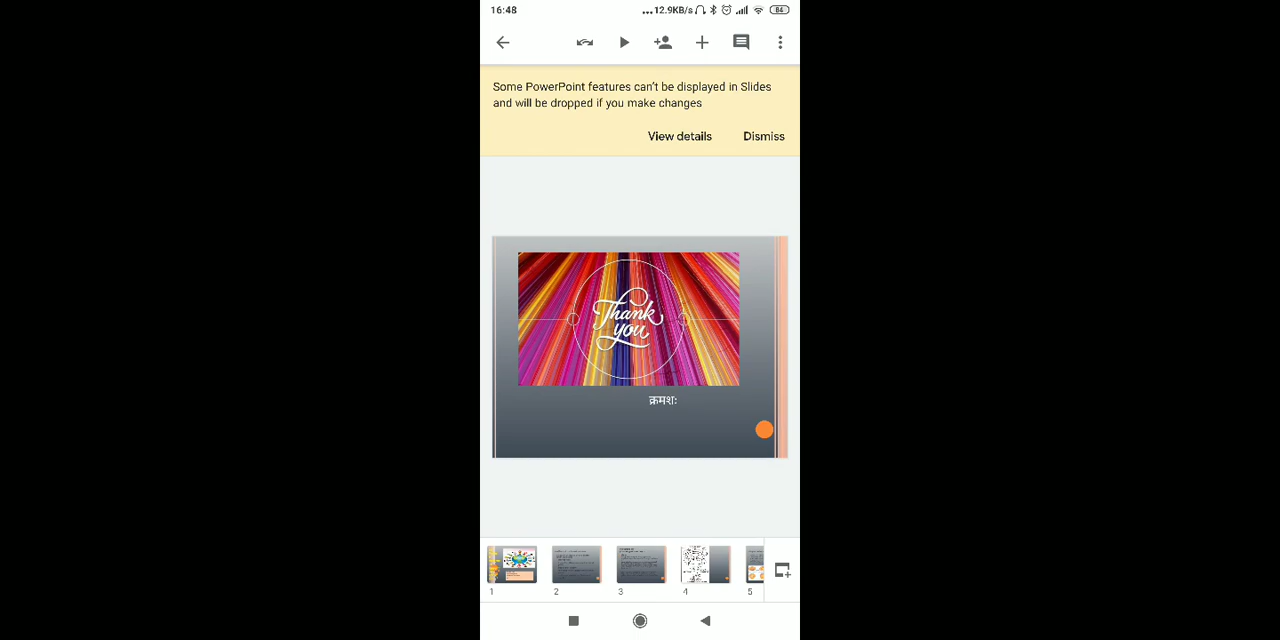 16:48
...12.9KB/s 84
Some PowerPoint features can't be displayed in Slides
and will be dropped if you make changes
View details Dismiss
Thank
you
क्रमश:
1 2 3 4 5